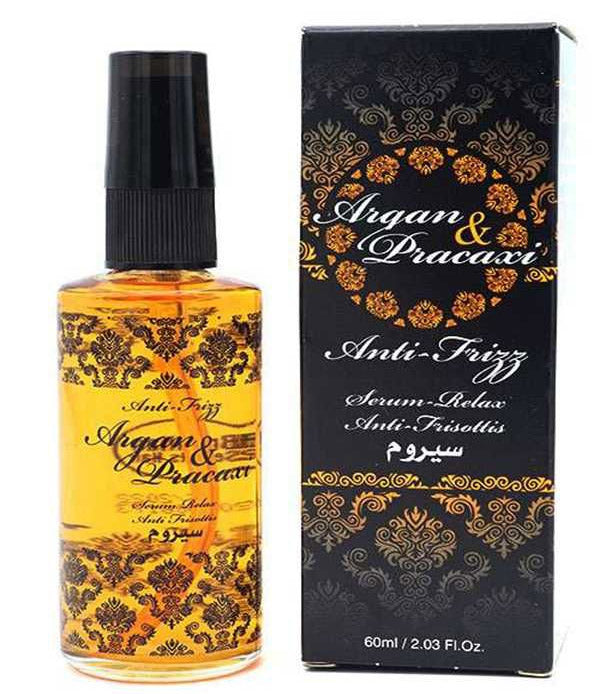 Anti-Frizz
Argan
&
Pracaxi
Serum-Relax
Anti Frisottis
سيروم
Argan
&
Pracaxi
Anti-Frizz
Serum-Relax
Anti-Frisottis
سيروم
60ml / 2.03 Fl.Oz.